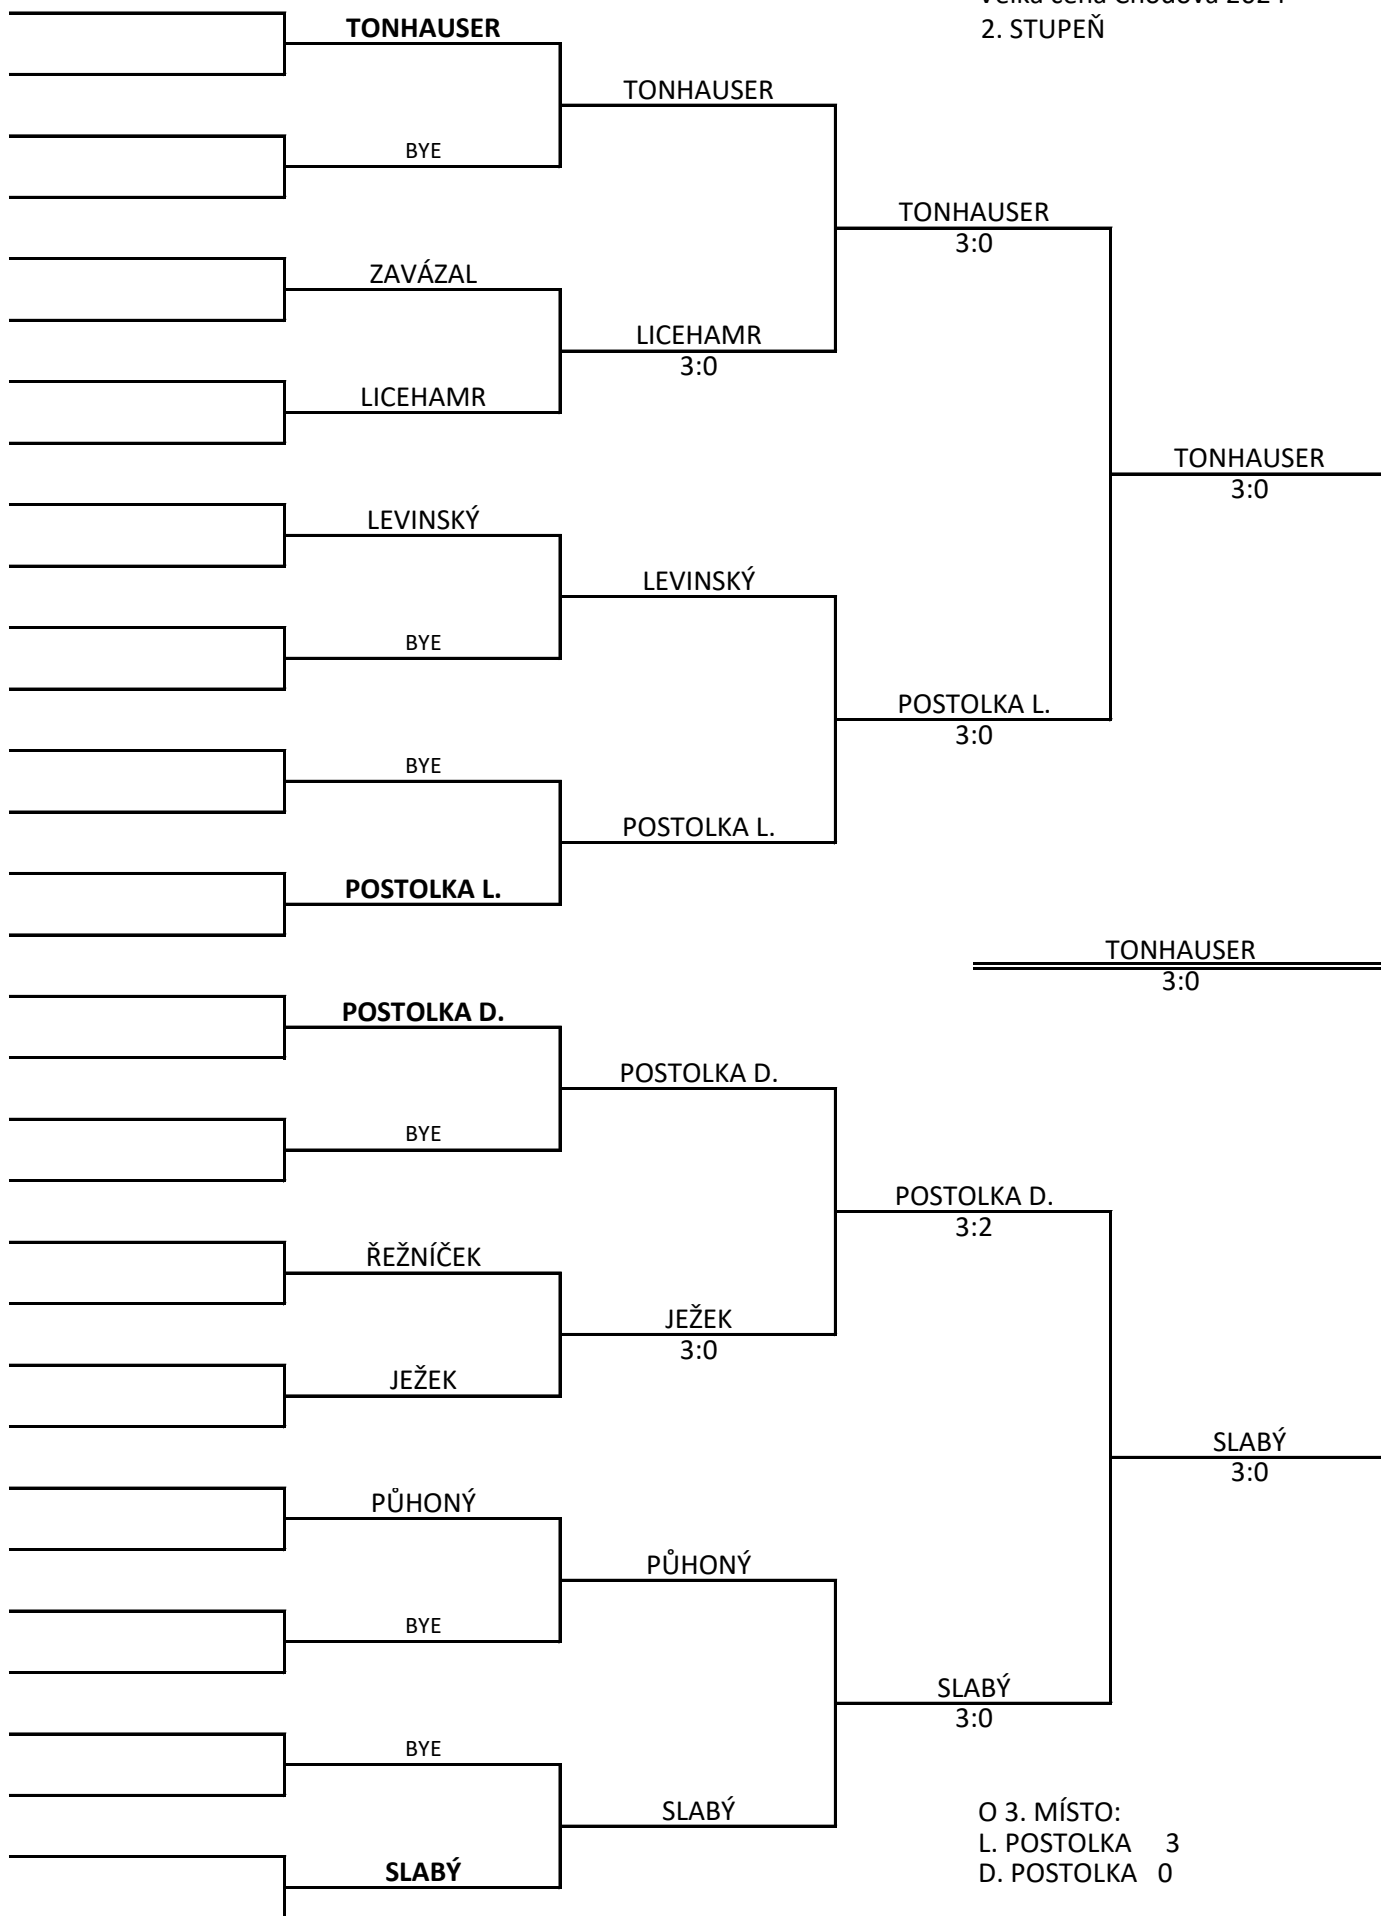 2. STUPEŇ
TONHAUSER
BYE
ZAVÁZAL
LICEHAMR
LEVINSKÝ
BYE
BYE
POSTOLKA L.
POSTOLKA D.
BYE
ŘEŽNÍČEK
JEŽEK
PŮHONÝ
BYE
BYE
SLABÝ
TONHAUSER
LICEHAMR
3:0
LEVINSKÝ
POSTOLKA L.
POSTOLKA D.
JEŽEK
3:0
PŮHONÝ
SLABÝ
TONHAUSER
3:0
POSTOLKA L.
3:0
POSTOLKA D.
3:2
SLABÝ
3:0
TONHAUSER
3:0
SLABÝ
3:0
TONHAUSER
3:0
O 3. MÍSTO:
L. POSTOLKA 3
D. POSTOLKA 0